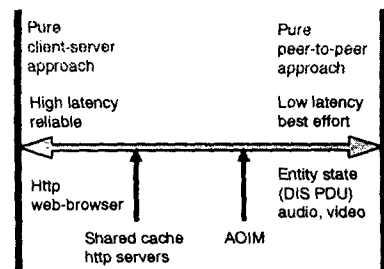 Pure
client-server
approach
Pure
peer-to-peer
approach
High latency
reliable
Low latency
best effort
Http
web-browser
Entity state
(DIS PDU)
audio, video
Shared cache
http servers
AOIM